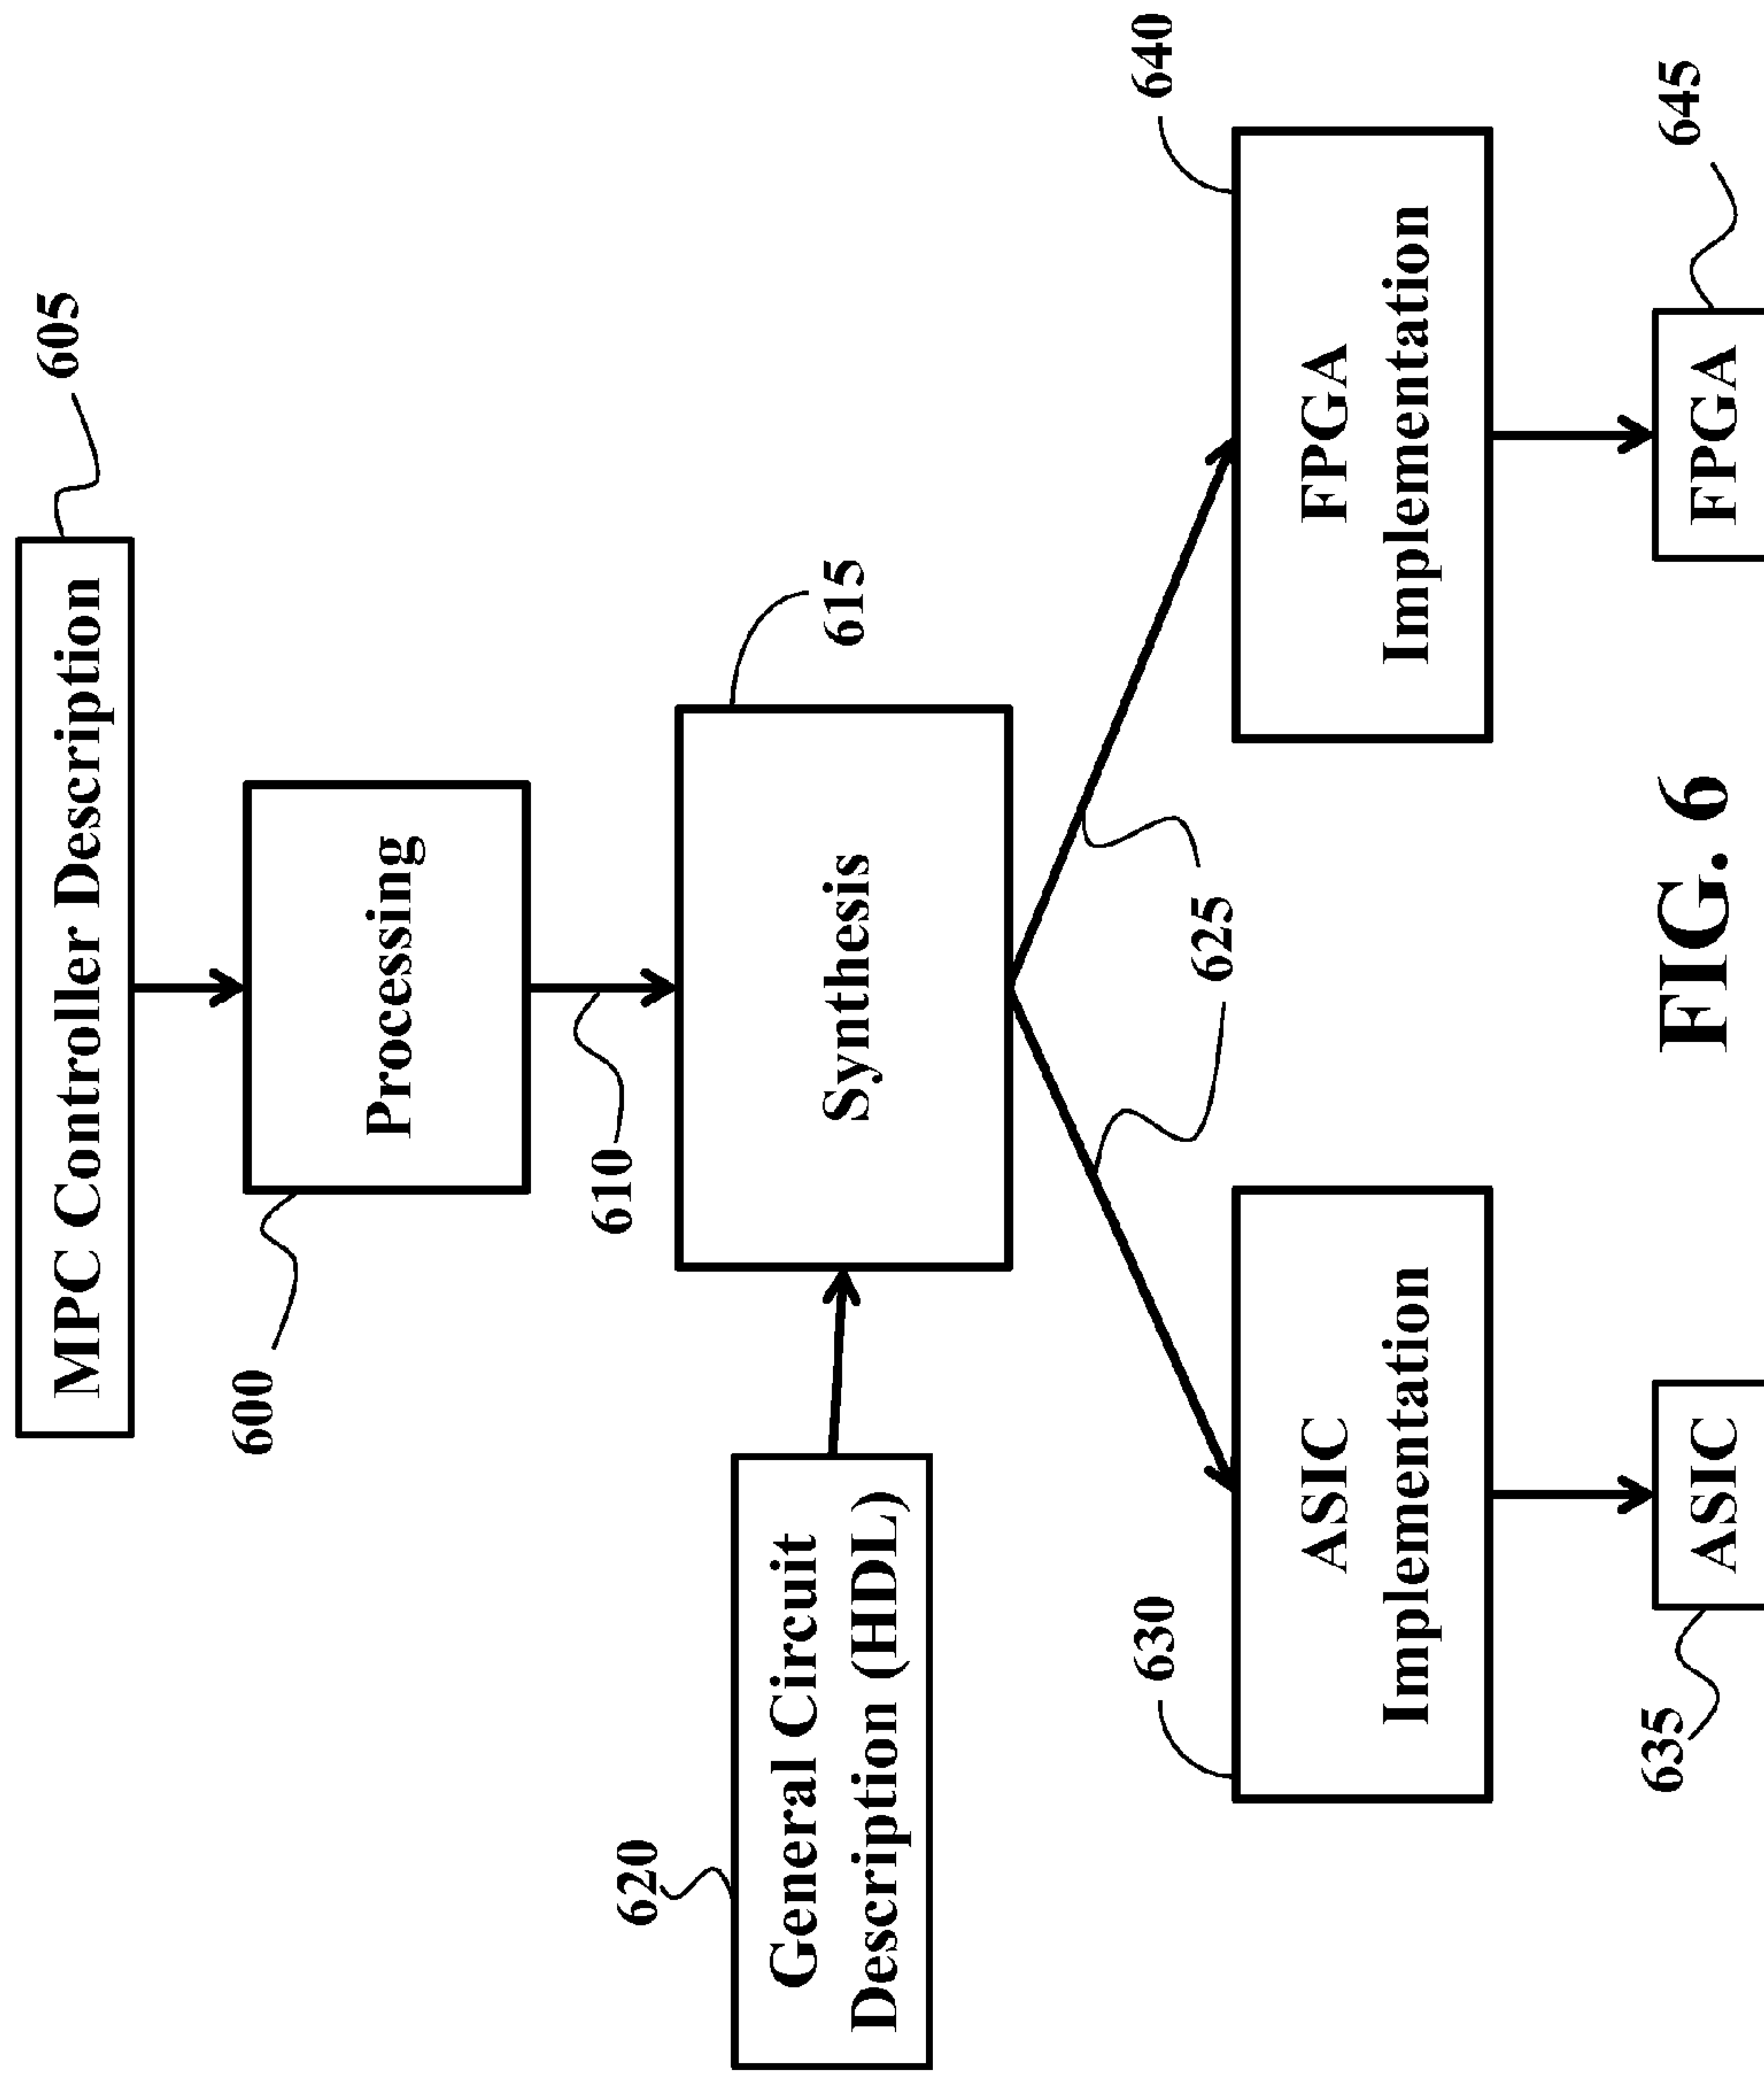 MPC Controller Description
605
600
Processing
610
620
General Circuit
Description (HDL)
Synthesis
615
625
630
ASIC
Implementation
640
FPGA
Implementation
635
ASIC
FPGA
645
FIG. 6